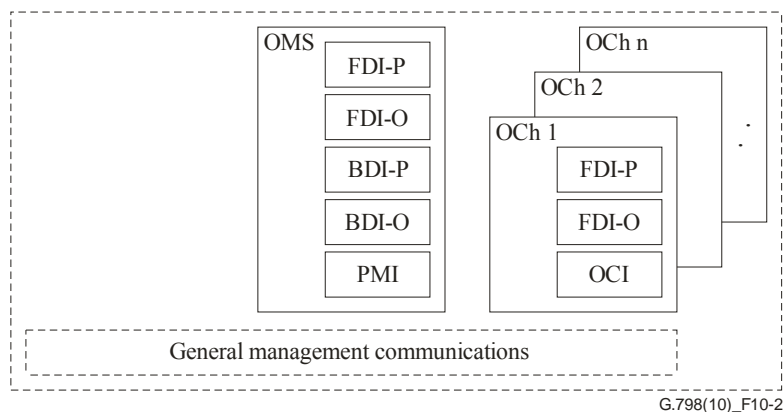 OMS
FDI-P
FDI-O
BDI-P
BDI-O
PMI
OCh n
OCh 2
OCh 1
FDI-P
FDI-O
OCI
General management communications
G.798(10)_F10-2